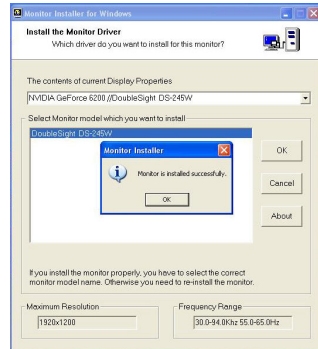 Monitor Installer for Windows
Install the Monitor Driver
Which driver do you want to install for this monitor?
The contents of current Display Properties
NVIDIA GeForce 6200 //DoubleSight DS-245W
Select Monitor model which you want to install
DoubleSight DS-245W
Monitor Installer
Monitor is installed successfully.
OK
OK
Cancel
About
If you install the monitor properly, you have to select the correct
monitor model name. Otherwise you need to re-install the monitor.
Maximum Resolution
1920x1200
Frequency Range
30.0-94.0Khz 55.0-65.0Hz